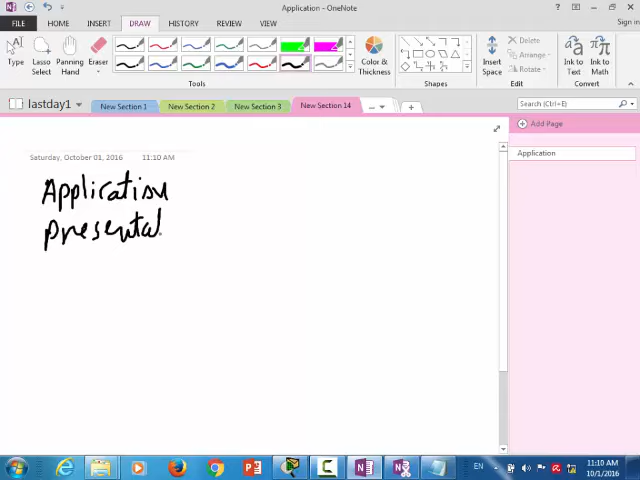 Application - OneNote
FILE HOME INSERT DRAW HISTORY REVIEW VIEW
Sign in
Type
Lasso Select
Panning Hand
Eraser
Color & Thickness
Insert Space
Delete
Arrange
Rotate
Ink to Text
Ink to Math
Tools
Shapes
Edit
Convert
lastday1 New Section 1 New Section 2 New Section 3 New Section 14
Search (Ctrl+E)
Add Page
Application
Saturday, October 01, 2016 11:10 AM
Application
presentat
EN
11:10 AM
10/1/2016